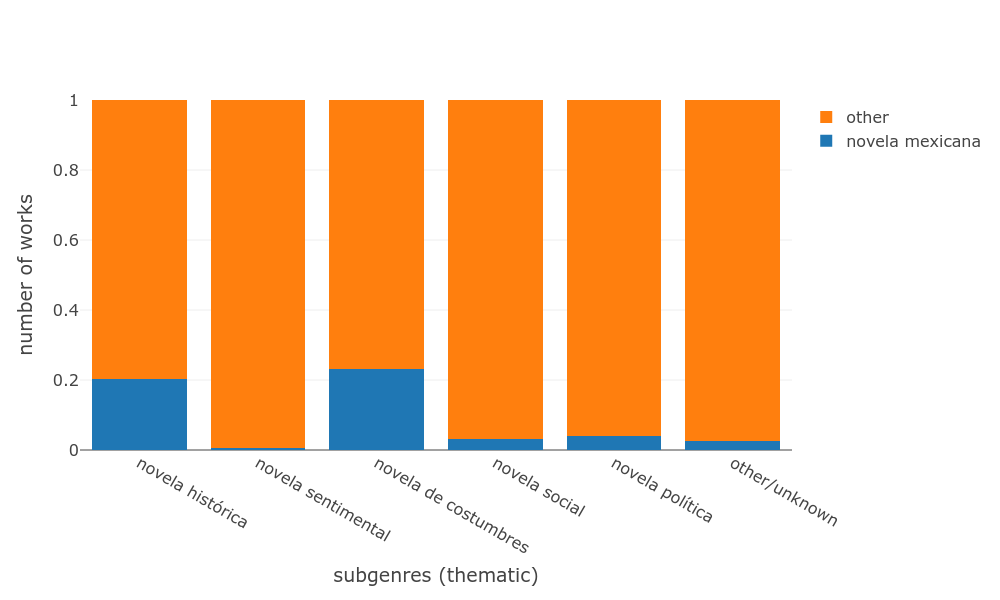 other
novela mexicana
number of works
1
0.8
0.6
0.4
0.2
0
novela histórica
novela sentimental
novela de costumbres
novela social
novela política
other/unknown
subgenres (thematic)